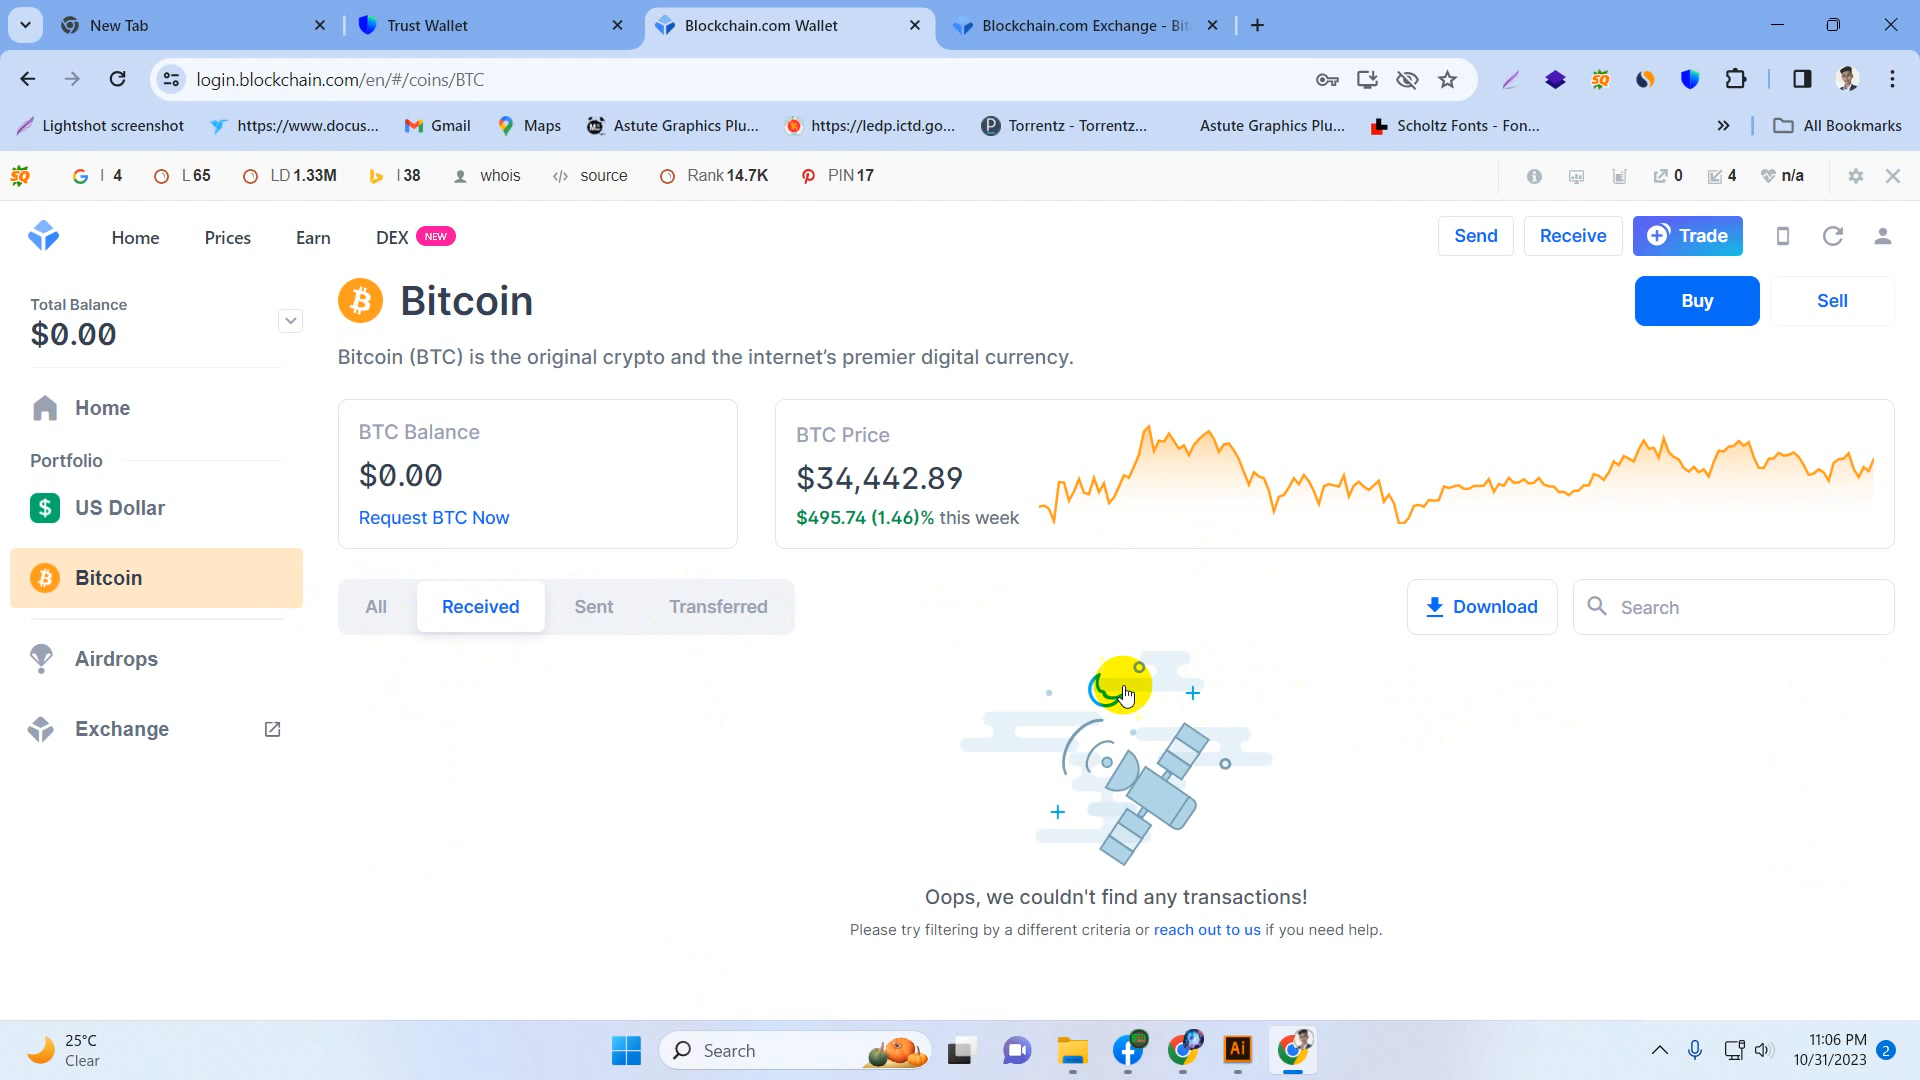 New Tab
Trust Wallet
Blockchain.com Wallet
Blockchain.com Exchange - Bit
login.blockchain.com/en/#/coins/BTC
Lightshot screenshot
https://www.docus...
Gmail
Maps
Astute Graphics Plu...
https://ledp.ictd.go...
Torrentz - Torrentz...
Astute Graphics Plu...
Scholtz Fonts - Fon...
All Bookmarks
SQ
I 4
L 65
LD 1.33M
I 38
whois
source
Rank 14.7K
PIN 17
0
4
n/a
Home
Prices
Earn
DEX NEW
Send
Receive
Trade
Total Balance
$0.00
Bitcoin
Buy
Sell
Bitcoin (BTC) is the original crypto and the internet's premier digital currency.
Home
Portfolio
US Dollar
Bitcoin
Airdrops
Exchange
BTC Balance
$0.00
Request BTC Now
BTC Price
$34,442.89
$495.74 (1.46)% this week
All
Received
Sent
Transferred
Download
Search
Oops, we couldn't find any transactions!
Please try filtering by a different criteria or reach out to us if you need help.
25°C
Clear
Search
Ai
11:06 PM
10/31/2023
2